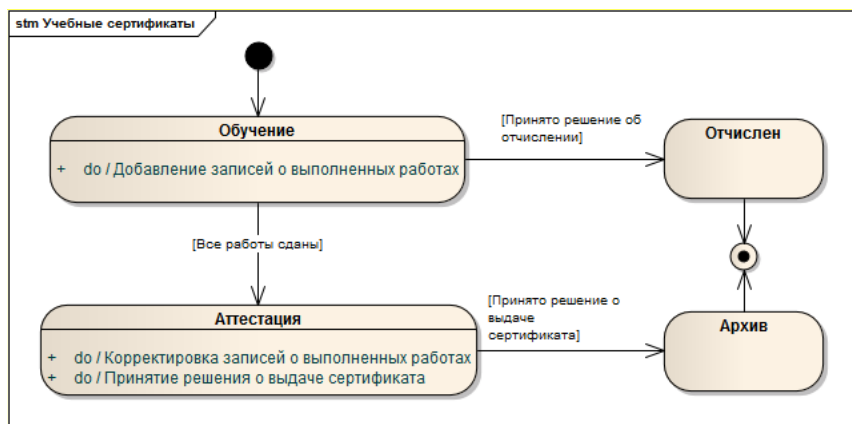 stm Учебные сертификаты
Обучение
+ do / Добавление записей о выполненных работах
[Принято решение об
отчислении]
Отчислен
[Все работы сданы]
Аттестация
+ do / Корректировка записей о выполненных работах
+ do / Принятие решения о выдаче сертификата
[Принято решение о
выдаче
сертификата]
Архив